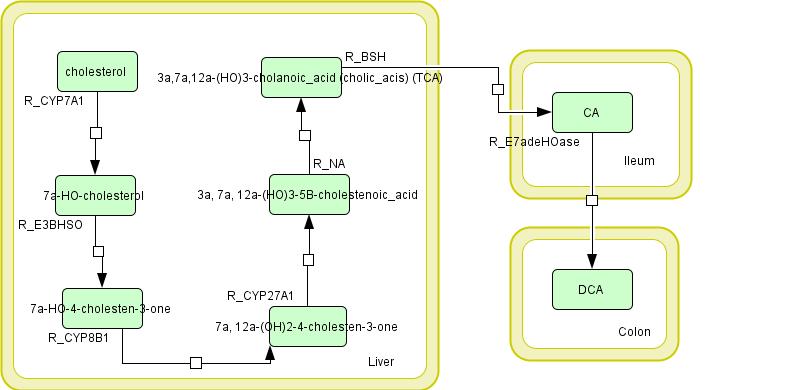 cholesterol
R_CYP7A1
7a-HO-cholesterol
R_E3BHSO
7a-HO-4-cholesten-3-one
R_CYP8B1
7a, 12a-(OH)2-4-cholesten-3-one
R_CYP27A1
3a, 7a, 12a-(HO)3-5B-cholestenoic_acid
R_NA
3a,7a,12a-(HO)3-cholanoic_acid (cholic_acis) (TCA)
R_BSH
Liver
CA
R_E7adeHOase
Ileum
DCA
Colon